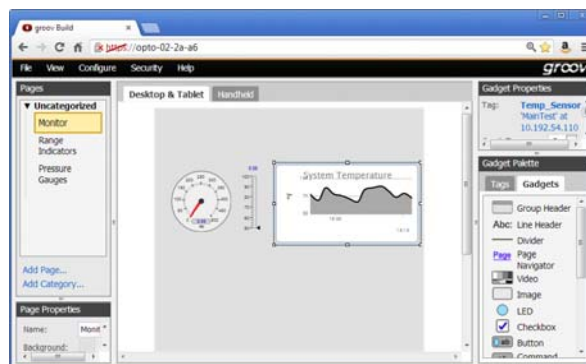 groov Build
https://opto-02-2a-a6
File View Configure Security Help
groov
Pages
Uncategorized
Monitor
Range
Indicators
Pressure
Gauges
Add Page...
Add Category...
Page Properties
Name: Monit
Background:
Desktop & Tablet
Handheld
System Temperature
Gadget Properties
Tag: Temp_Sensor
'MainTest' at
10.192.54.110
Gadget Palette
Tags Gadgets
Group Header
Abc: Line Header
Divider
Page Page
Navigator
Video
Image
LED
Checkbox
Button
Command